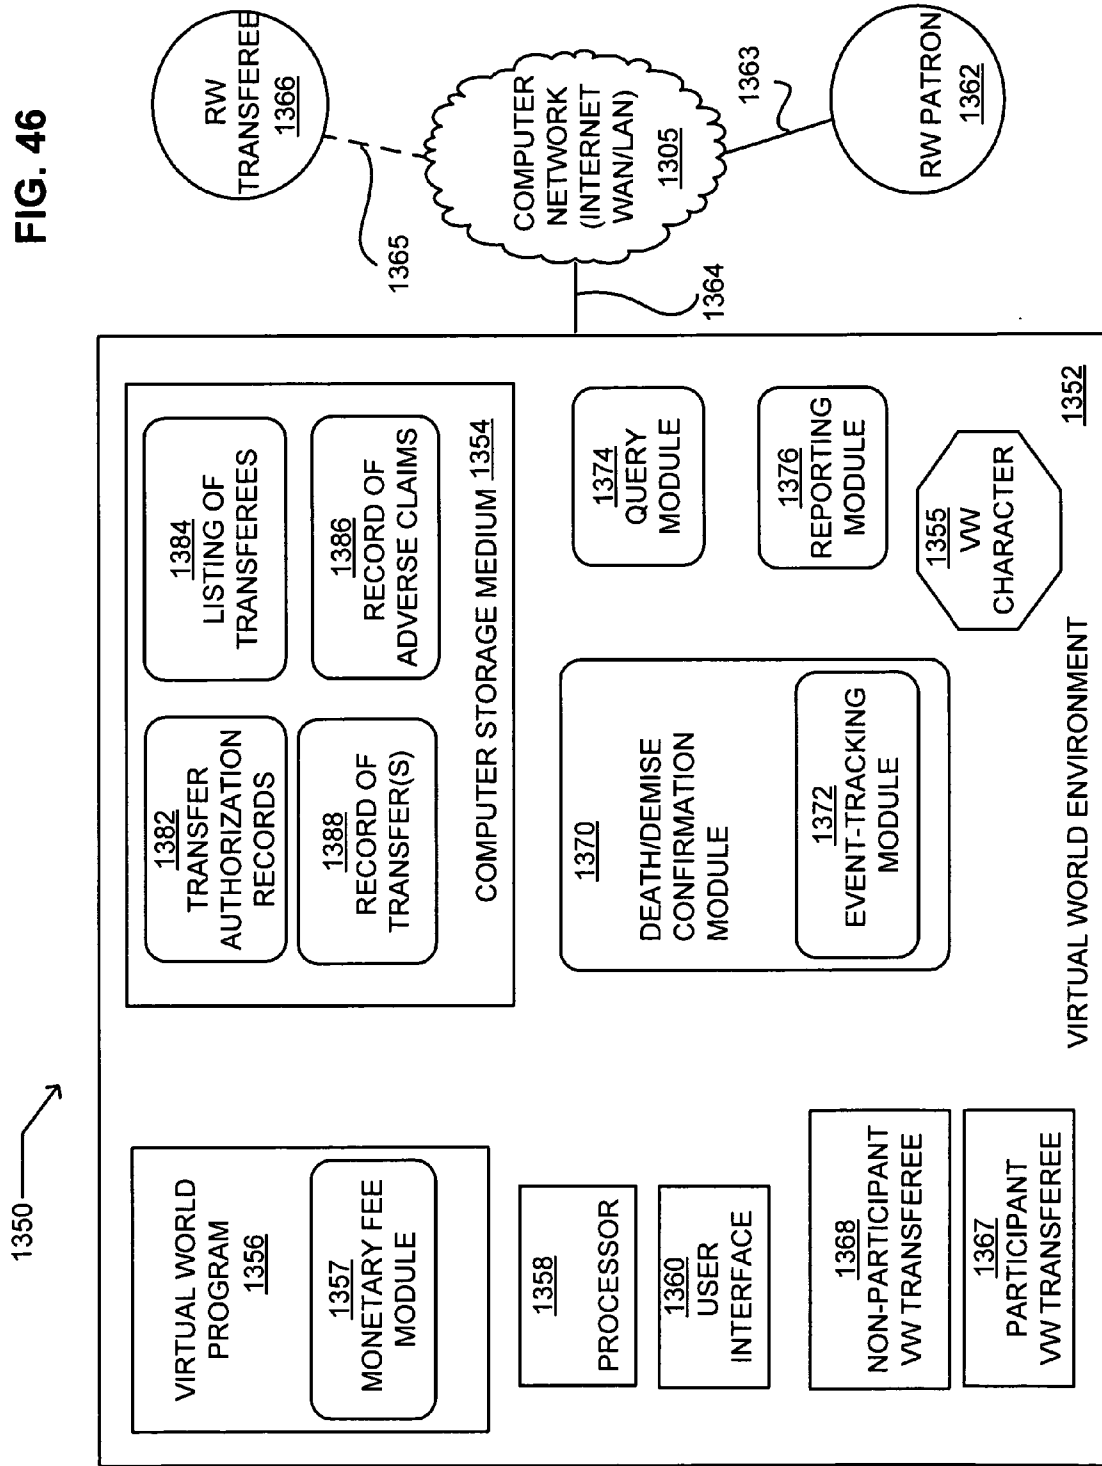 FIG. 46
1350
VIRTUAL WORLD
PROGRAM
1356
1357
MONETARY FEE
MODULE
1358
PROCESSOR
1360
USER
INTERFACE
1368
NON-PARTICIPANT
VW TRANSFEREE
1367
PARTICIPANT
VW TRANSFEREE
1382
TRANSFER
AUTHORIZATION
RECORDS
1384
LISTING OF
TRANSFEREES
1388
RECORD OF
TRANSFER(S)
1386
RECORD OF
ADVERSE CLAIMS
COMPUTER STORAGE MEDIUM 1354
1370
DEATH/DEMISE
CONFIRMATION
MODULE
1372
EVENT-TRACKING
MODULE
1374
QUERY
MODULE
1376
REPORTING
MODULE
1355
VW
CHARACTER
VIRTUAL WORLD ENVIRONMENT
1352
RW
TRANSFEREE
1366
1365
COMPUTER
NETWORK
(INTERNET
WAN/LAN)
1305
1364
1363
RW PATRON
1362